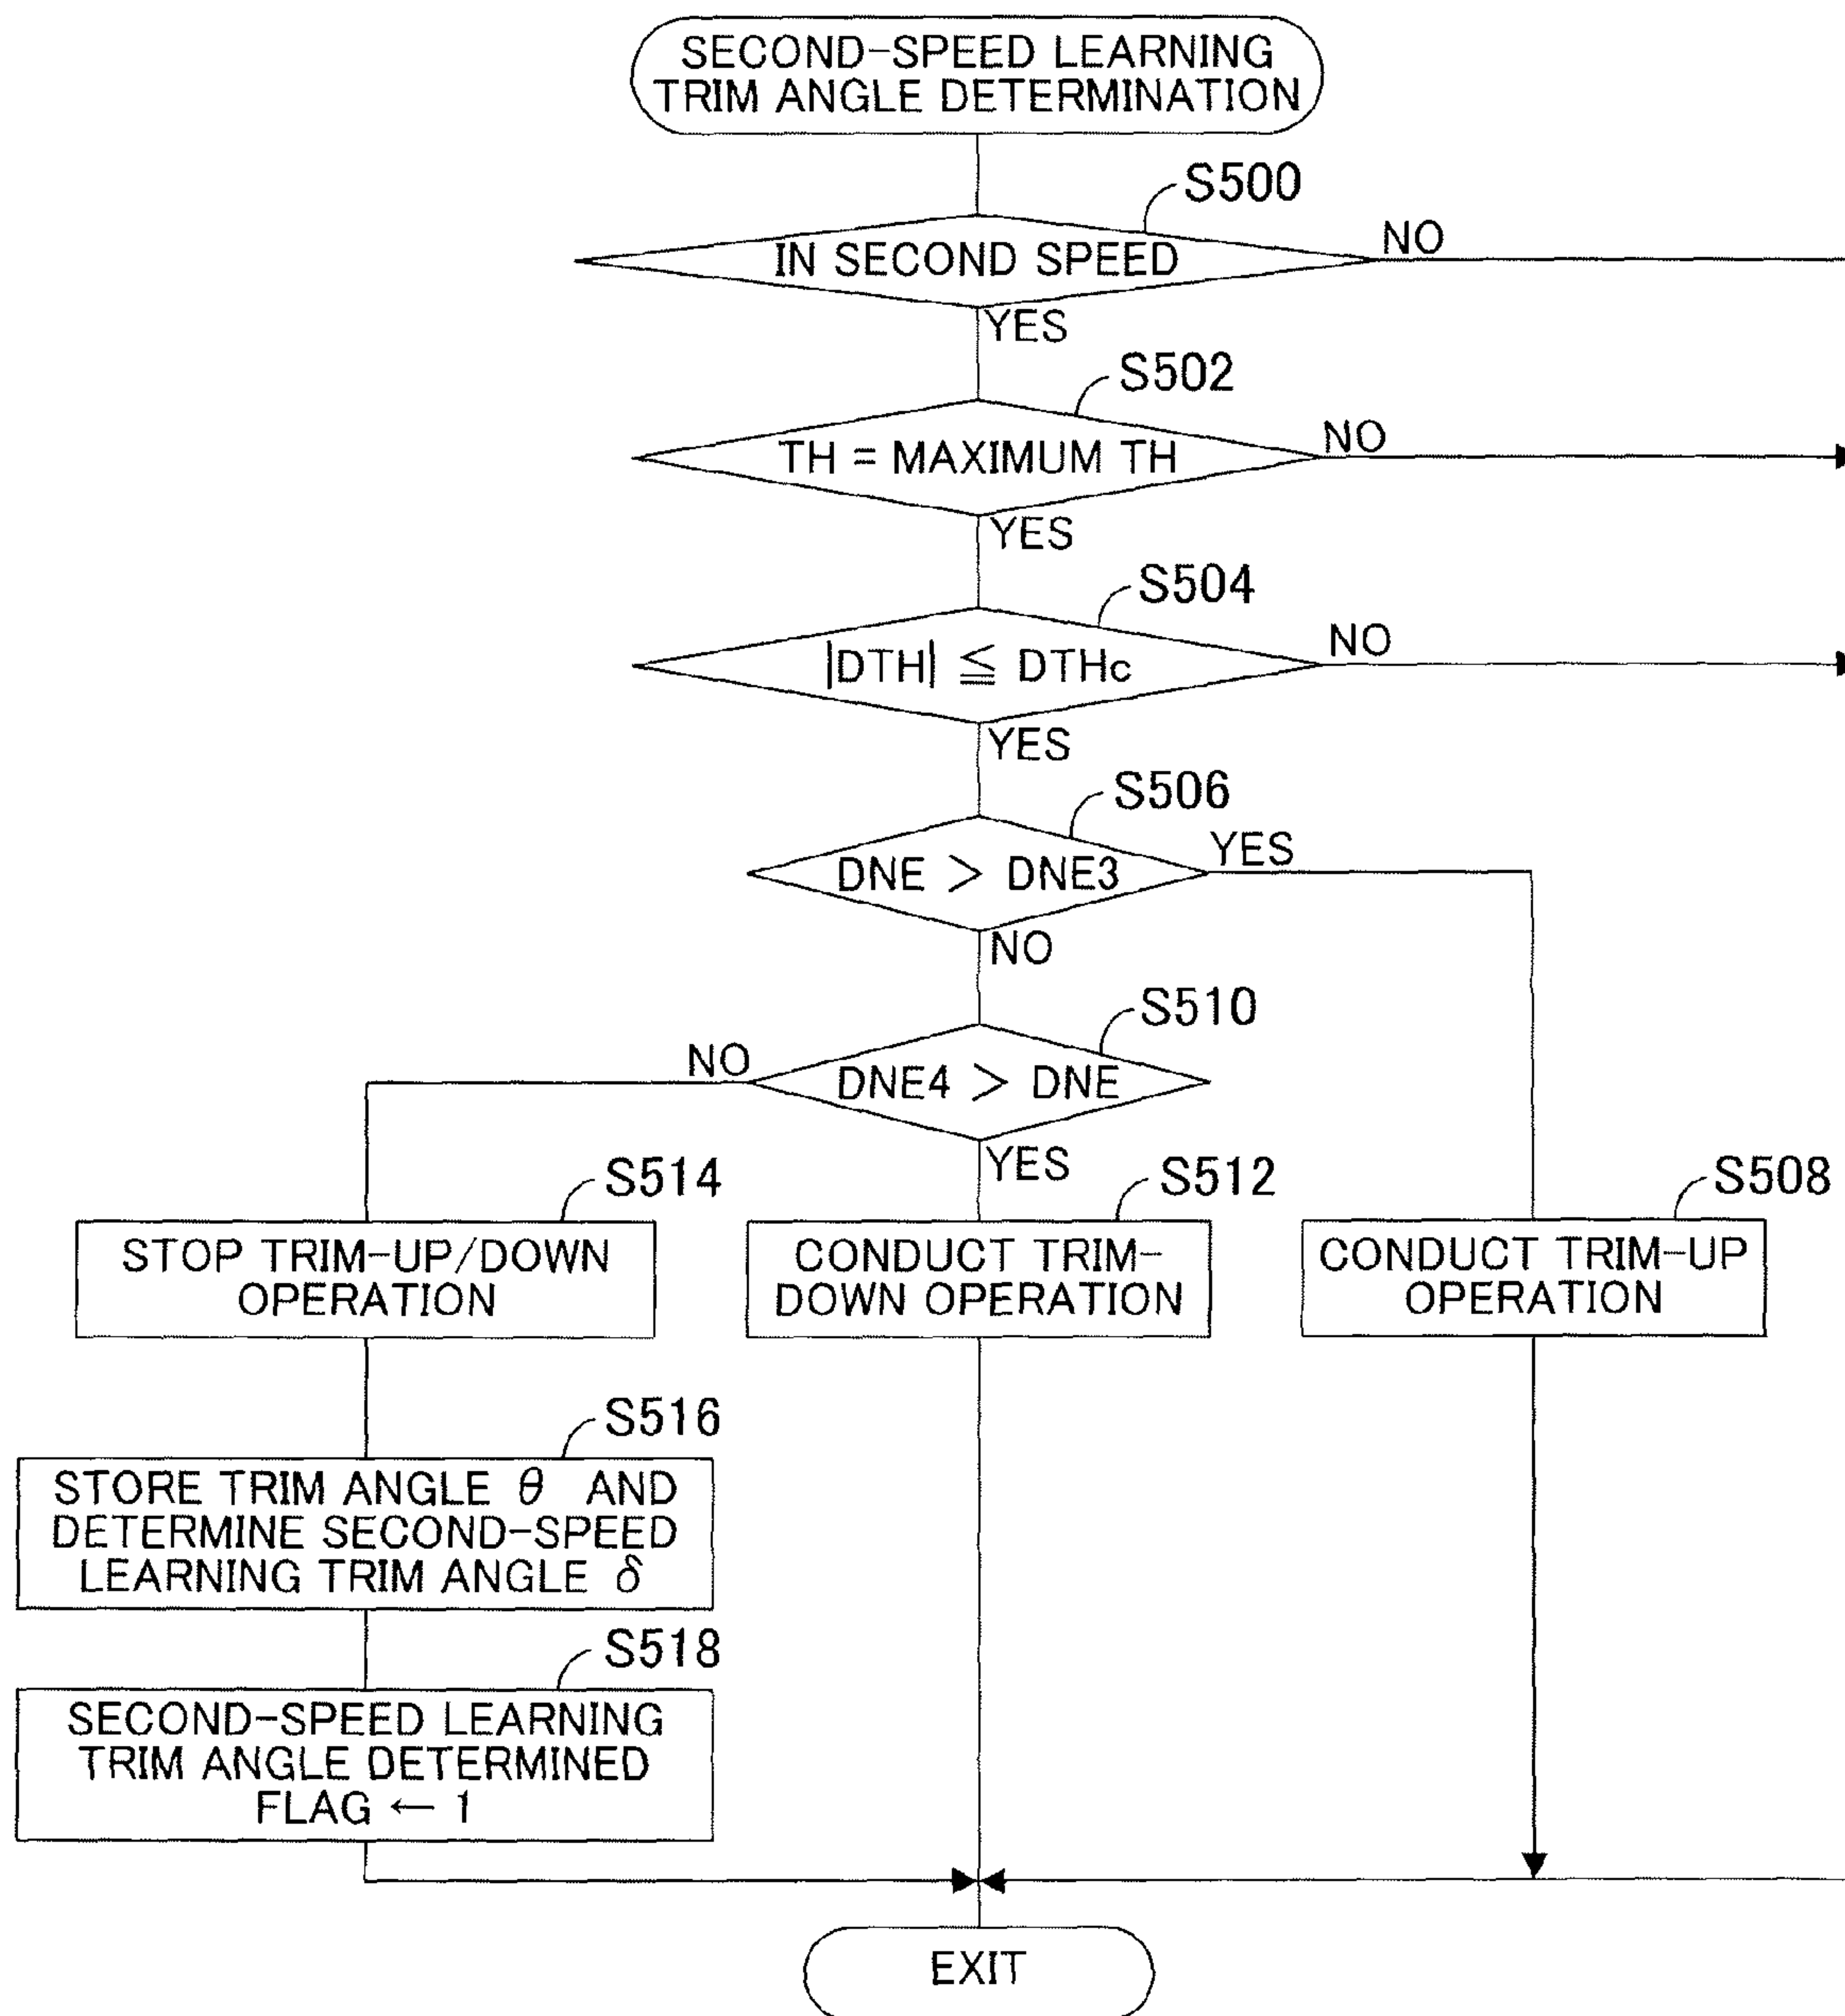 SECOND-SPEED LEARNING
TRIM ANGLE DETERMINATION
S500
IN SECOND SPEED
NO
YES
S502
TH = MAXIMUM TH
NO
YES
S504
|DTH| ≦ DTHc
NO
YES
S506
DNE > DNE3
YES
NO
S510
DNE4 > DNE
NO
YES
S514
STOP TRIM-UP/DOWN
OPERATION
S512
CONDUCT TRIM-
DOWN OPERATION
S508
CONDUCT TRIM-UP
OPERATION
S516
STORE TRIM ANGLE θ AND
DETERMINE SECOND-SPEED
LEARNING TRIM ANGLE δ
S518
SECOND-SPEED LEARNING
TRIM ANGLE DETERMINED
FLAG ← 1
EXIT